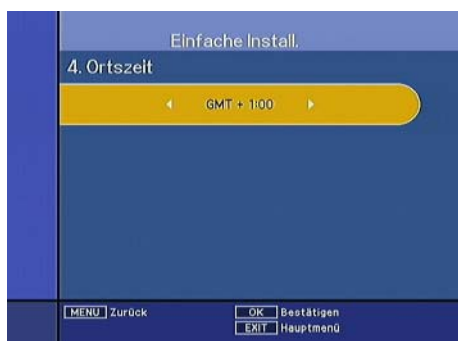 Einfache Install.
4. Ortszeit
GMT + 1:00
MENU Zurück OK Bestätigen
EXIT Hauptmenü